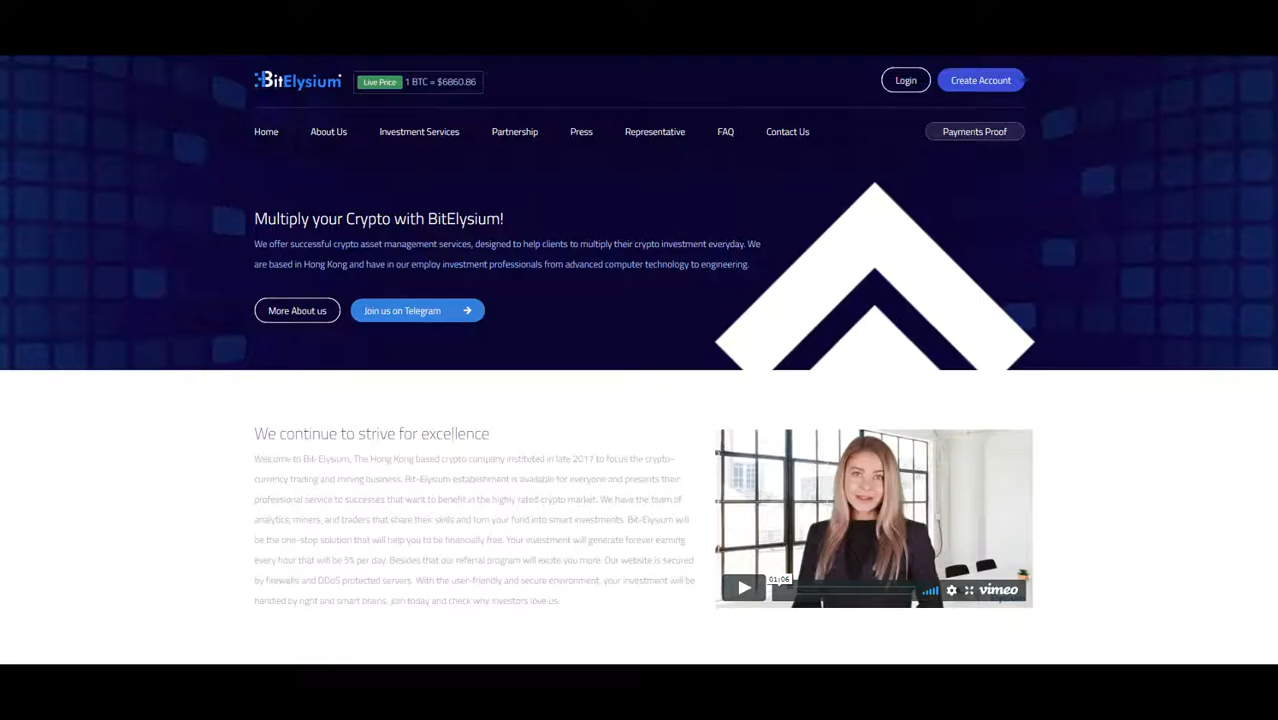 BitElysium
Live Price 1 BTC = $6860.86
Login
Create Account
Home
About Us
Investment Services
Partnership
Press
Representative
FAQ
Contact Us
Payments Proof
Multiply your Crypto with BitElysium!
We offer successful crypto asset management services, designed to help clients to multiply their crypto investment everyday. We
are based in Hong Kong and have in our employ investment professionals from advanced computer technology to engineering.
More About us
Join us on Telegram
We continue to strive for excellence
Welcome to Bit-Elysium, The Hong Kong based crypto company instituted in late 2017 to focus the crypto-
currency trading and mining business. Bit-Elysium establishment is available for everyone and presents their
professional service to successes that want to benefit in the highly rated crypto market. We have the team of
analytics, miners, and traders that share their skills and turn your fund into smart investments. Bit-Elysium will
be the one-stop solution that will help you to be financially free. Your investment will generate forever earning
every hour that will be 5% per day. Besides that our referral program will excite you more. Our website is secured
by firewalls and DDoS protected servers. With the user-friendly and secure environment, your investment will be
handled by right and smart brains. Join today and check why investors love us.
01:06
vimeo